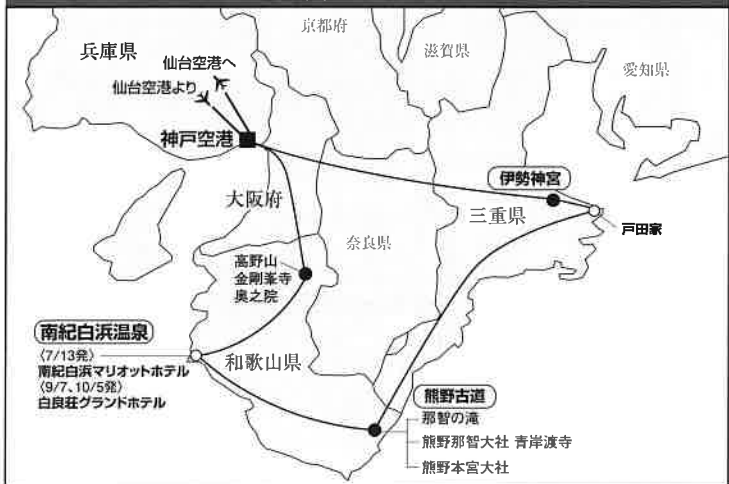 京都府
兵庫県
滋賀県
愛知県
仙台空港へ
仙台空港より
神戸空港
伊勢神宮
大阪府
三重県
戸田家
奈良県
高野山
金剛峯寺
奥之院
南紀白浜温泉
〈7/13発〉
南紀白浜マリオットホテル
〈9/7、10/5発〉
白良荘グランドホテル
和歌山県
熊野古道
那智の滝
熊野那智大社 青岸渡寺
熊野本宮大社